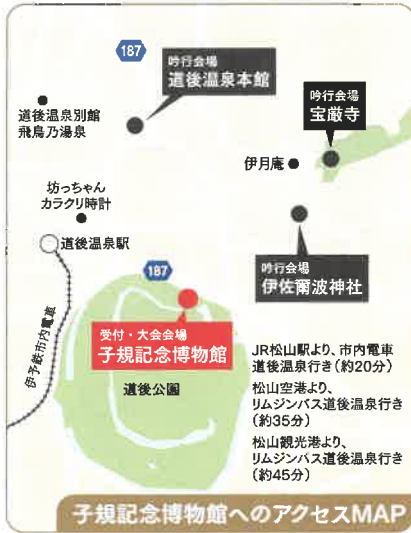 187
吟行会場
道後温泉本館
吟行会場
宝厳寺
道後温泉別館
飛鳥乃湯泉
伊月庵
坊っちゃん
カラクリ時計
道後温泉駅
187
吟行会場
伊佐爾波神社
伊予鉄市内電車
受付・大会会場
子規記念博物館
道後公園
JR松山駅より、市内電車
道後温泉行き(約20分)
松山空港より、
リムジンバス道後温泉行き
(約35分)
松山観光港より、
リムジンバス道後温泉行き
(約45分)
子規記念博物館へのアクセスMAP